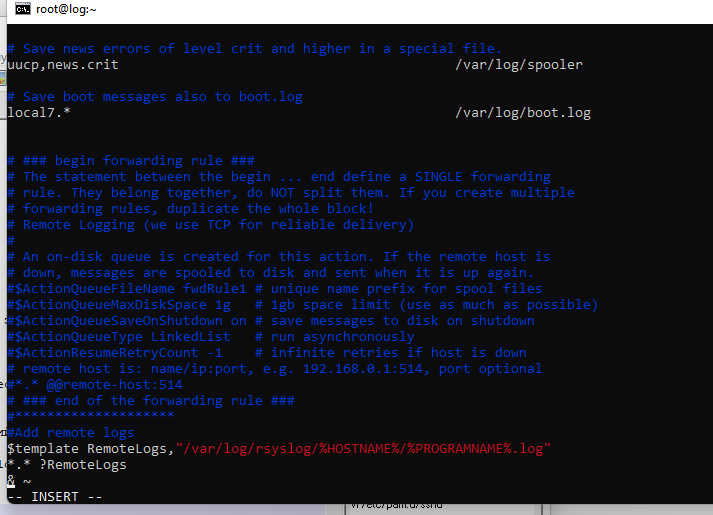 root@log:~
# Save news errors of level crit and higher in a special file.
uucp,news.crit /var/log/spooler
# Save boot messages also to boot.log
local7.* /var/log/boot.log
# ### begin forwarding rule ###
# The statement between the begin ... end define a SINGLE forwarding
# rule. They belong together, do NOT split them. If you create multiple
# forwarding rules, duplicate the whole block!
# Remote Logging (we use TCP for reliable delivery)
#
# An on-disk queue is created for this action. If the remote host is
# down, messages are spooled to disk and sent when it is up again.
#$ActionQueueFileName fwdRule1 # unique name prefix for spool files
#$ActionQueueMaxDiskSpace 1g # 1gb space limit (use as much as possible)
#$ActionQueueSaveOnShutdown on # save messages to disk on shutdown
#$ActionQueueType LinkedList # run asynchronously
#$ActionResumeRetryCount -1 # infinite retries if host is down
# remote host is: name/ip:port, e.g. 192.168.0.1:514, port optional
#*.* @@remote-host:514
# ### end of the forwarding rule ###
#********************
#Add remote logs
$template RemoteLogs,"/var/log/rsyslog/%HOSTNAME%/%PROGRAMNAME%.log"
*.* ?RemoteLogs
& ~
-- INSERT --